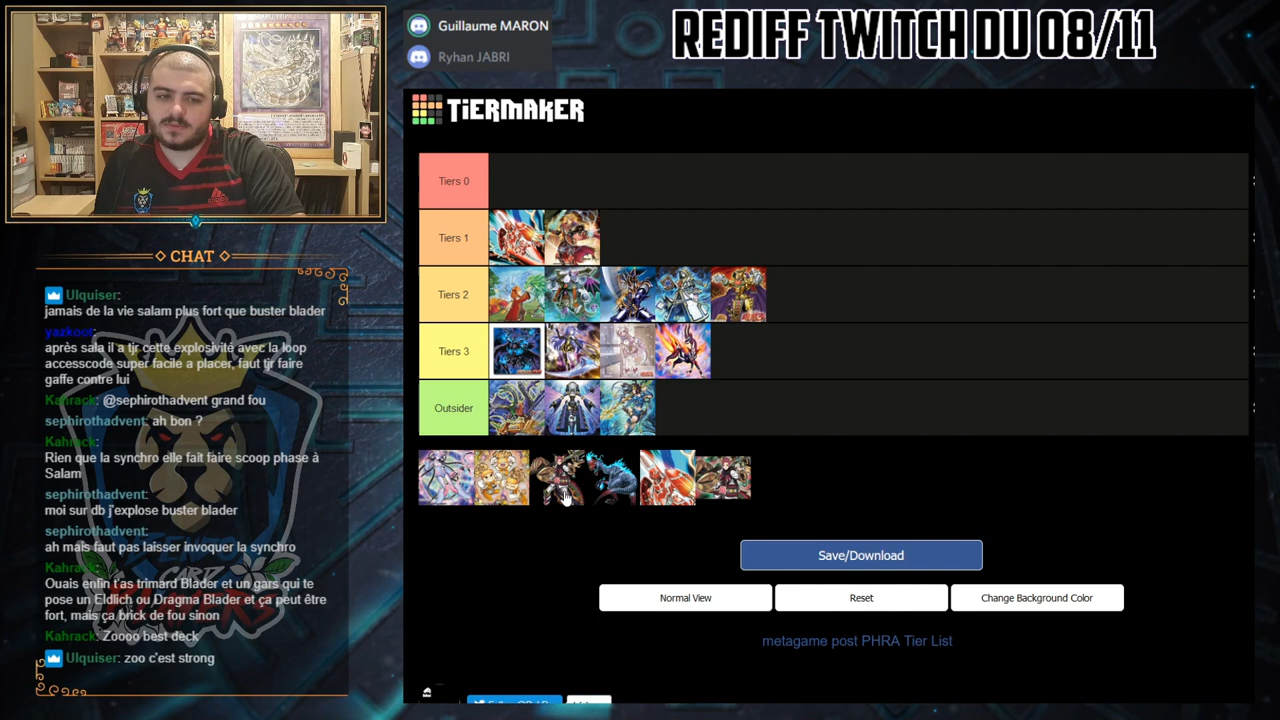 Guillaume MARON
Ryhan JABRI
REDIFF TWITCH DU 08/11
TIERMAKER
Tiers 0
Tiers 1
Tiers 2
Tiers 3
Outsider
CHAT
Ulquiser:
jamais de la vie salam plus fort que buster blader
yazkoot:
après sala il a tjr cette explosivité avec la loop
accesscode super facile a placer, faut tjr faire
gaffe contre lui
Kahrack: @sephirothadvent grand fou
sephirothadvent: ah bon ?
Kahrack:
Rien que la synchro elle fait faire scoop phase à
Salam
sephirothadvent:
moi sur db j'explose buster blader
sephirothadvent:
ah mais faut pas laisser invoquer la synchro
Kahrack:
Ouais enfin t'as trimard Blader et un gars qui te
pose un Eldlich ou Dragma Blader et ça peut être
fort, mais ça brick de fou sinon
Kahrack: Zoooo best deck
Ulquiser: zoo c'est strong
Save/Download
Normal View
Reset
Change Background Color
metagame post PHRA Tier List